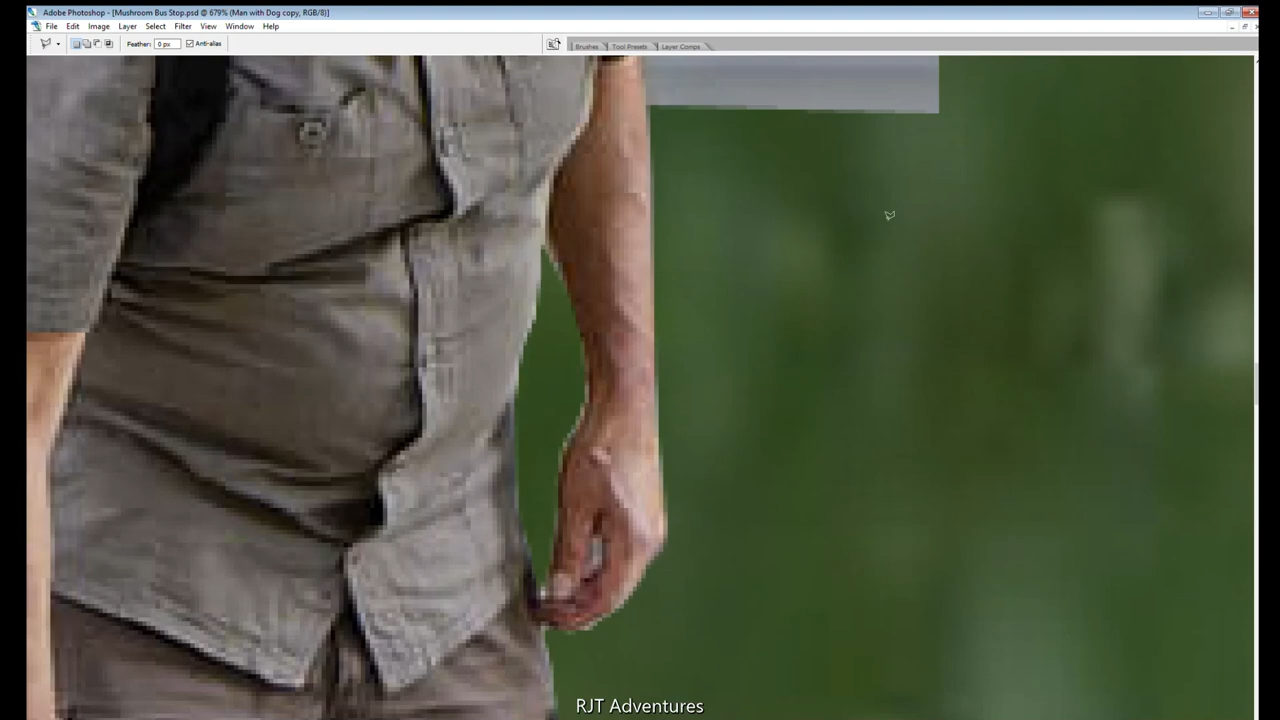 Adobe Photoshop - [Mushroom Bus Stop.psd @ 679% (Man with Dog copy, RGB/8)]
File Edit Image Layer Select Filter View Window Help
Feather: 0 px Anti-alias Brushes Tool Presets Layer Comps
RJT Adventures